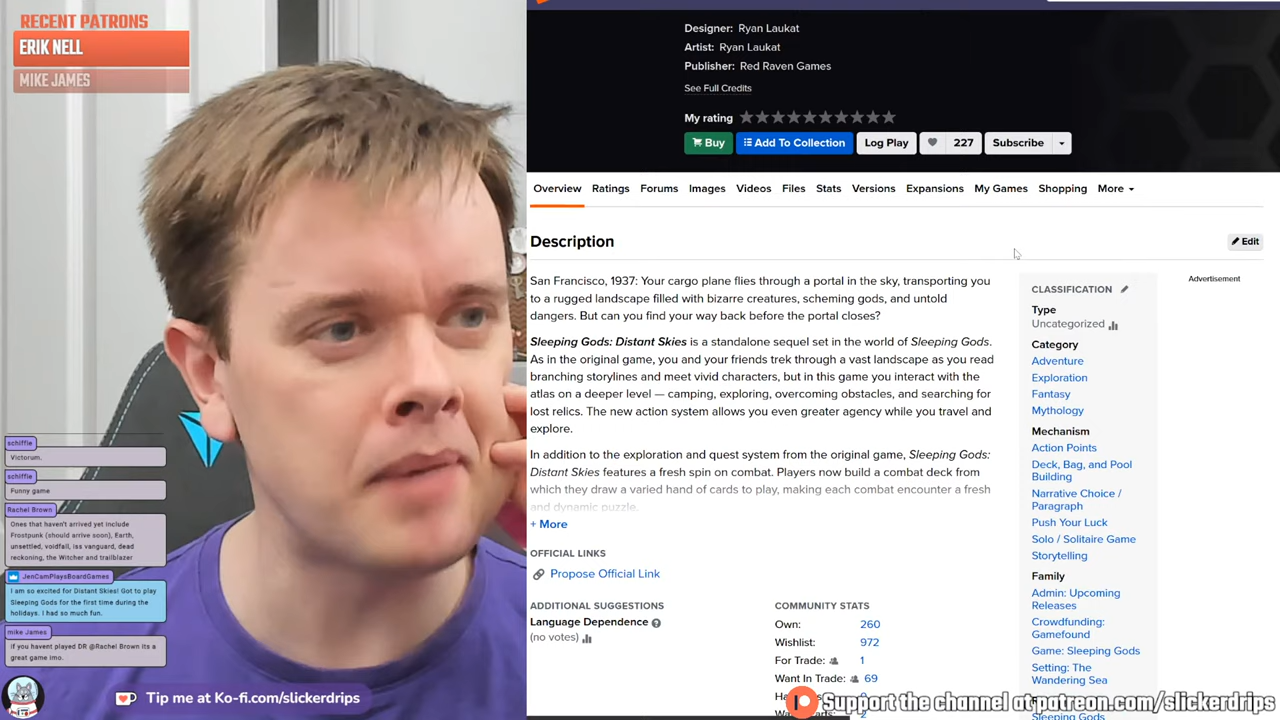 RECENT PATRONS
ERIK NELL
MIKE JAMES
schiffie
Victorum.
schiffie
Funny game
Rachel Brown
Ones that haven't arrived yet include
Frostpunk (should arrive soon), Earth,
unsettled, voidfall, iss vanguard, dead
reckoning, the Witcher and trailblazer
JenCamPlaysBoardGames
I am so excited for Distant Skies! Got to play
Sleeping Gods for the first time during the
holidays. I had so much fun.
mike James
if you havent played DR @Rachel Brown its a
great game imo.
Tip me at Ko-fi.com/slickerdrips
Designer: Ryan Laukat
Artist: Ryan Laukat
Publisher: Red Raven Games
See Full Credits
My rating
Buy Add To Collection Log Play 227 Subscribe
Overview Ratings Forums Images Videos Files Stats Versions Expansions My Games Shopping More
Description
Edit
San Francisco, 1937: Your cargo plane flies through a portal in the sky, transporting you
to a rugged landscape filled with bizarre creatures, scheming gods, and untold
dangers. But can you find your way back before the portal closes?
Sleeping Gods: Distant Skies is a standalone sequel set in the world of Sleeping Gods.
As in the original game, you and your friends trek through a vast landscape as you read
branching storylines and meet vivid characters, but in this game you interact with the
atlas on a deeper level — camping, exploring, overcoming obstacles, and searching for
lost relics. The new action system allows you even greater agency while you travel and
explore.
In addition to the exploration and quest system from the original game, Sleeping Gods:
Distant Skies features a fresh spin on combat. Players now build a combat deck from
which they draw a varied hand of cards to play, making each combat encounter a fresh
and dynamic puzzle.
+ More
OFFICIAL LINKS
Propose Official Link
ADDITIONAL SUGGESTIONS
Language Dependence
(no votes)
COMMUNITY STATS
Own: 260
Wishlist: 972
For Trade: 1
Want In Trade: 69
CLASSIFICATION
Type
Uncategorized
Category
Adventure
Exploration
Fantasy
Mythology
Mechanism
Action Points
Deck, Bag, and Pool
Building
Narrative Choice /
Paragraph
Push Your Luck
Solo / Solitaire Game
Storytelling
Family
Admin: Upcoming
Releases
Crowdfunding:
Gamefound
Game: Sleeping Gods
Setting: The
Wandering Sea
Advertisement
Support the channel at patreon.com/slickerdrips